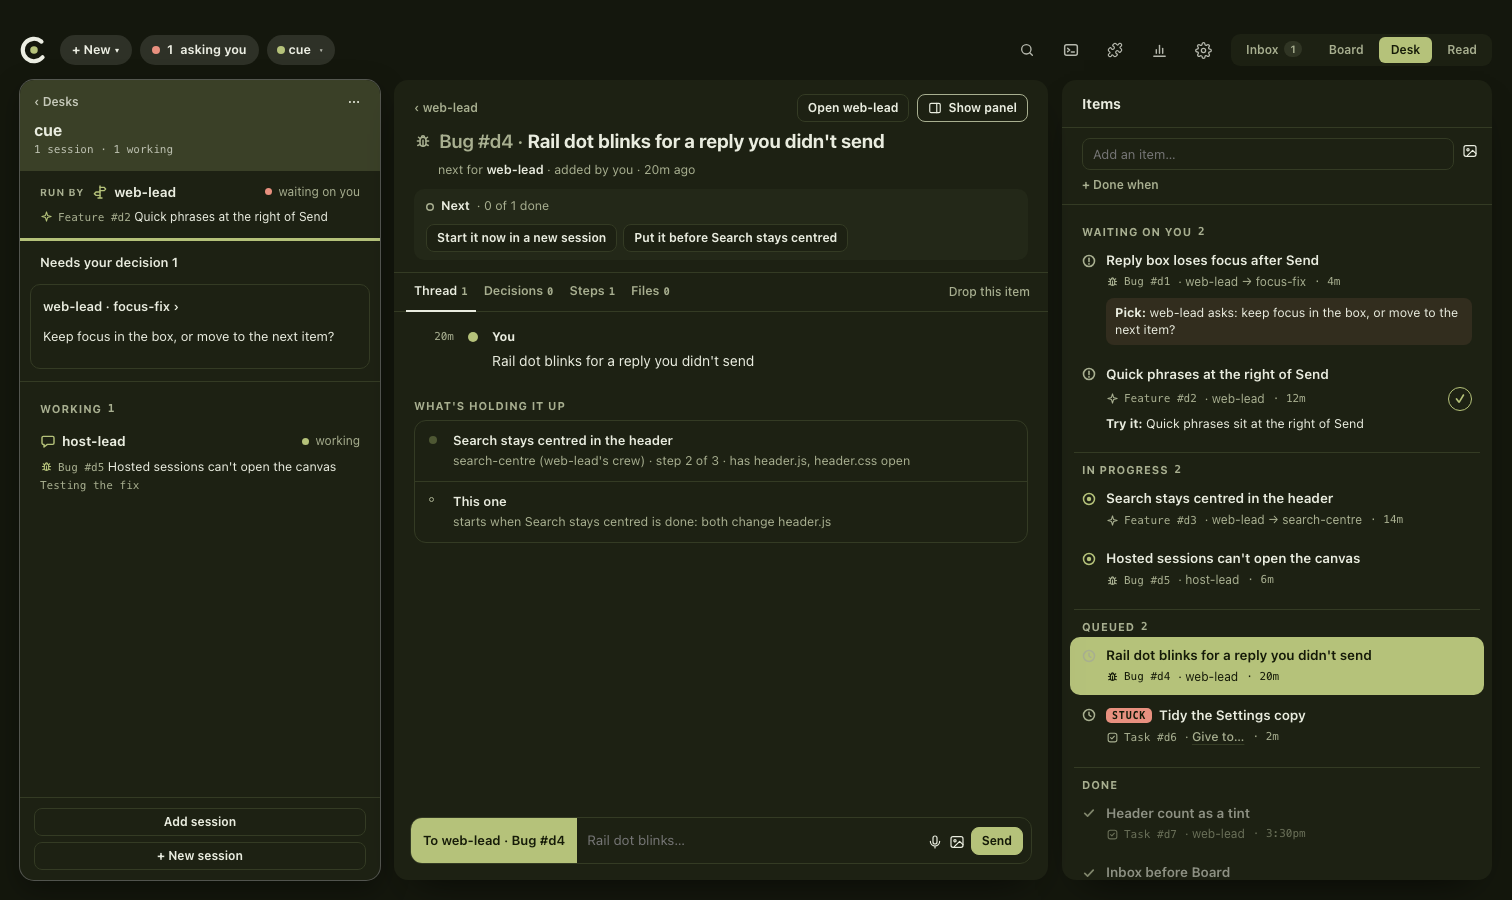 + New ▾
1 asking you
cue ·
Inbox 1
Board
Desk
Read
‹ Desks
···
cue
1 session · 1 working
RUN BY web-lead
waiting on you
Feature #d2 Quick phrases at the right of Send
Needs your decision 1
web-lead · focus-fix ›
Keep focus in the box, or move to the next item?
WORKING 1
host-lead
working
Bug #d5 Hosted sessions can't open the canvas
Testing the fix
Add session
+ New session
‹ web-lead
Open web-lead
Show panel
Bug #d4 · Rail dot blinks for a reply you didn't send
next for web-lead · added by you · 20m ago
Next · 0 of 1 done
Start it now in a new session
Put it before Search stays centred
Thread 1
Decisions 0
Steps 1
Files 0
Drop this item
20m
You
Rail dot blinks for a reply you didn't send
WHAT'S HOLDING IT UP
Search stays centred in the header
search-centre (web-lead's crew) · step 2 of 3 · has header.js, header.css open
This one
starts when Search stays centred is done: both change header.js
To web-lead · Bug #d4
Rail dot blinks...
Send
Items
Add an item...
+ Done when
WAITING ON YOU 2
Reply box loses focus after Send
Bug #d1 · web-lead → focus-fix · 4m
Pick: web-lead asks: keep focus in the box, or move to the
next item?
Quick phrases at the right of Send
Feature #d2 · web-lead · 12m
Try it: Quick phrases sit at the right of Send
IN PROGRESS 2
Search stays centred in the header
Feature #d3 · web-lead → search-centre · 14m
Hosted sessions can't open the canvas
Bug #d5 · host-lead · 6m
QUEUED 2
Rail dot blinks for a reply you didn't send
Bug #d4 · web-lead · 20m
STUCK Tidy the Settings copy
Task #d6 · Give to... · 2m
DONE
Header count as a tint
Task #d7 · web-lead · 3:30pm
Inbox before Board